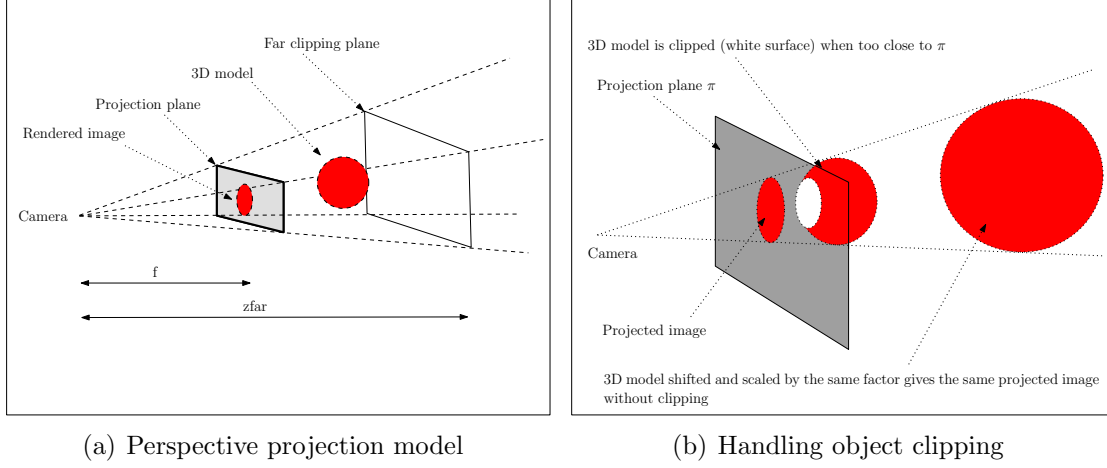 Far clipping plane
3D model
Projection plane
Rendered image
Camera
f
zfar
(a) Perspective projection model
3D model is clipped (white surface) when too close to π
Projection plane π
Camera
Projected image
3D model shifted and scaled by the same factor gives the same projected image
without clipping
(b) Handling object clipping